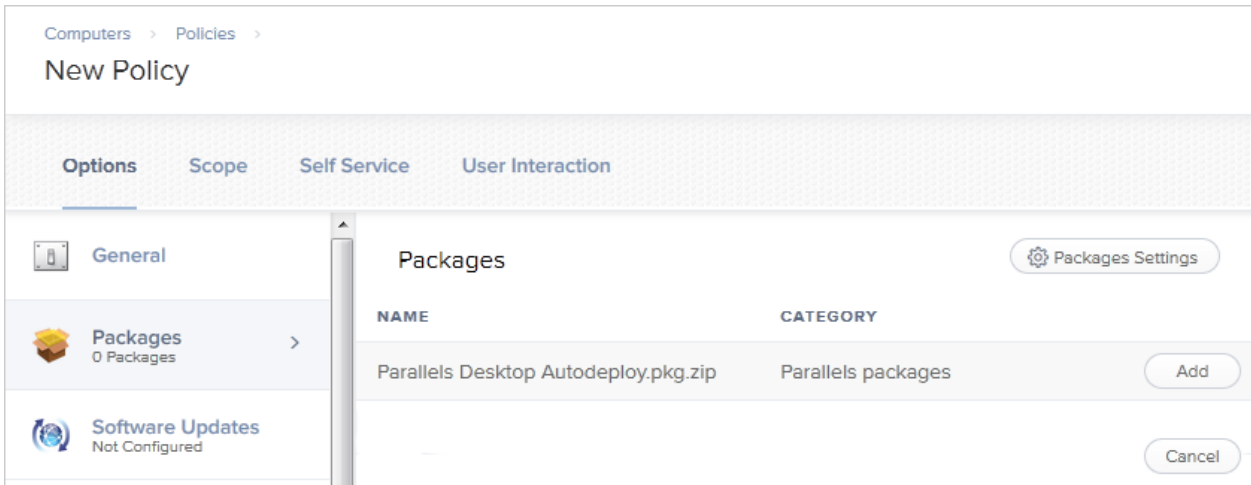 Computers > Policies >
New Policy
Options Scope Self Service User Interaction
General
Packages
0 Packages
Software Updates
Not Configured
Packages
Packages Settings
NAME CATEGORY
Parallels Desktop Autodeploy.pkg.zip Parallels packages Add
Cancel